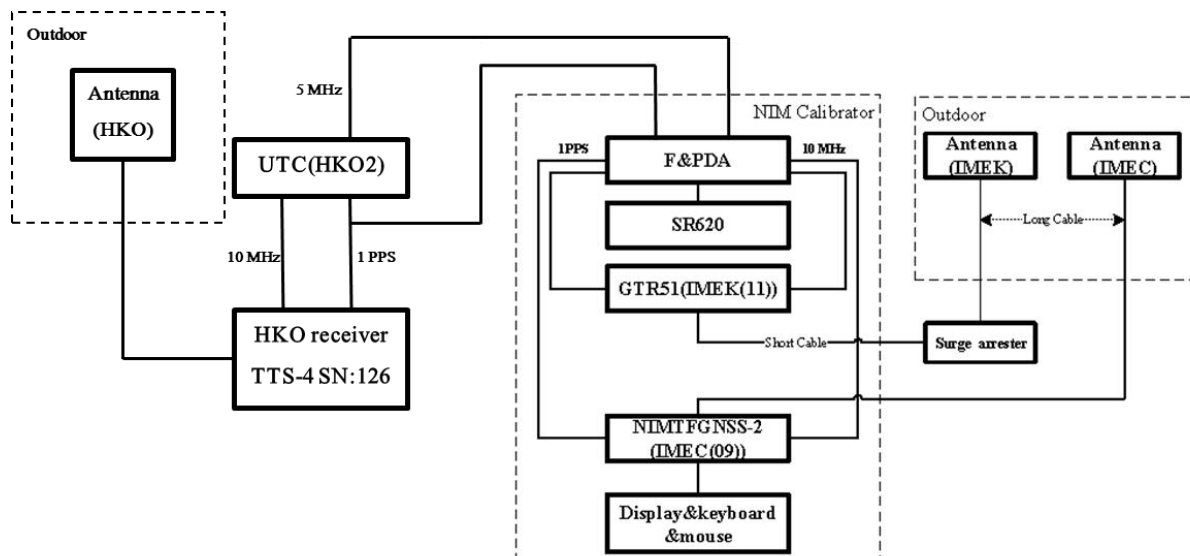 Outdoor
Antenna
(HKO)
5 MHz
UTC(HKO2)
10 MHz
1 PPS
HKO receiver
TTS-4 SN:126
NIM Calibrator
1PPS
10 MHz
F&PDA
SR620
GTR51(IMEK(11))
Short Cable
NIMTFGNSS-2
(IMEC(09))
Display&keyboard
&mouse
Outdoor
Antenna
(IMEK)
Antenna
(IMEC)
Long Cable
Surge arrester